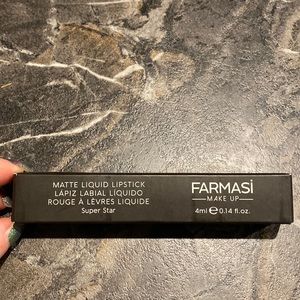 MATTE LIQUID LIPSTICK
LÁPIZ LABIAL LÍQUIDO
ROUGE À LÈVRES LIQUIDE
Super Star
FARMASi
MAKE UP
4ml ℮ 0.14 fl.oz.